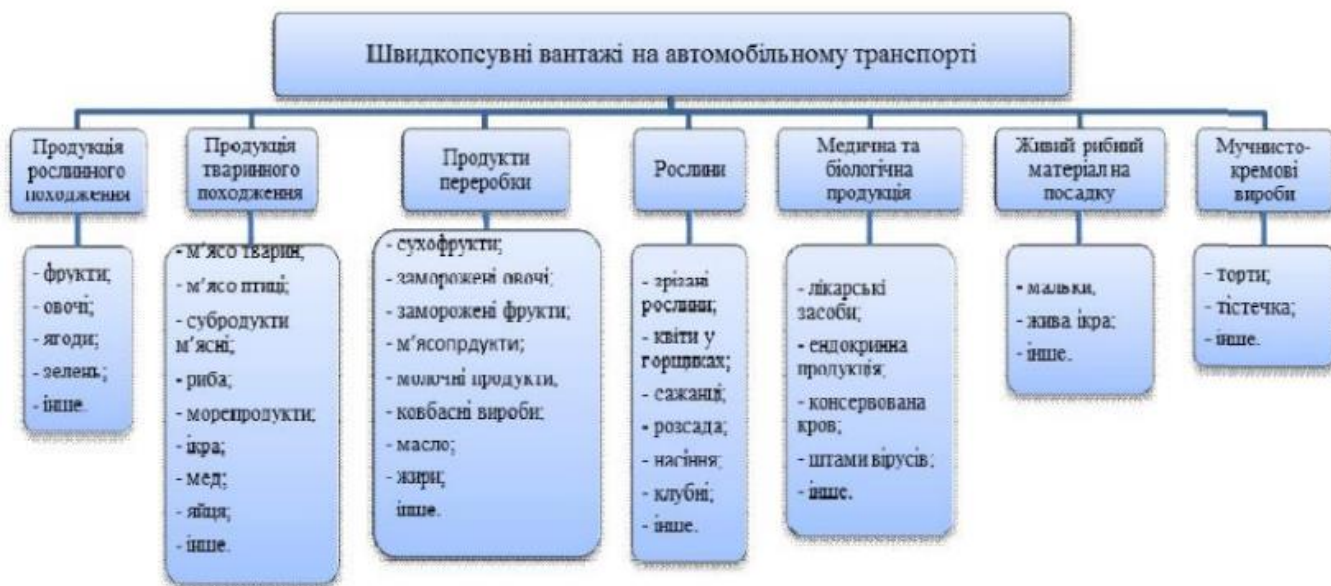 Швидкопсувні вантажі на автомобільному транспорті
Продукція
рослинного
походження
- фрукти;
- овочі;
- ягоди;
- зелень;
- інше.
Продукція
тваринного
походження
- м’ясо тварин;
- м’ясо птиці;
- субродукти
м’ясні;
- риба;
- морепродукти;
- ікра;
- мед;
- яйця;
- інше.
Продукти
переробки
- сухофрукти;
- заморожені овочі;
- заморожені фрукти;
- м’ясопрдукти;
- молочні продукти,
- ковбасні вироби;
- масло;
- жири;
інше.
Рослини
- зрізані
рослини;
- квіти у
горщиках;
- сажанці;
- розсада;
- насіння;
- клубні;
- інше.
Медична та
біологічна
продукція
- лікарські
засоби;
- ендокринна
продукція;
- консервована
кров;
- штами вірусів;
- інше.
Живий рибний
матеріал на
посадку
- мальки,
- жива ікра;
- інше.
Мучнисто-
кремові
вироби
- торти;
- тістечка;
- інше.